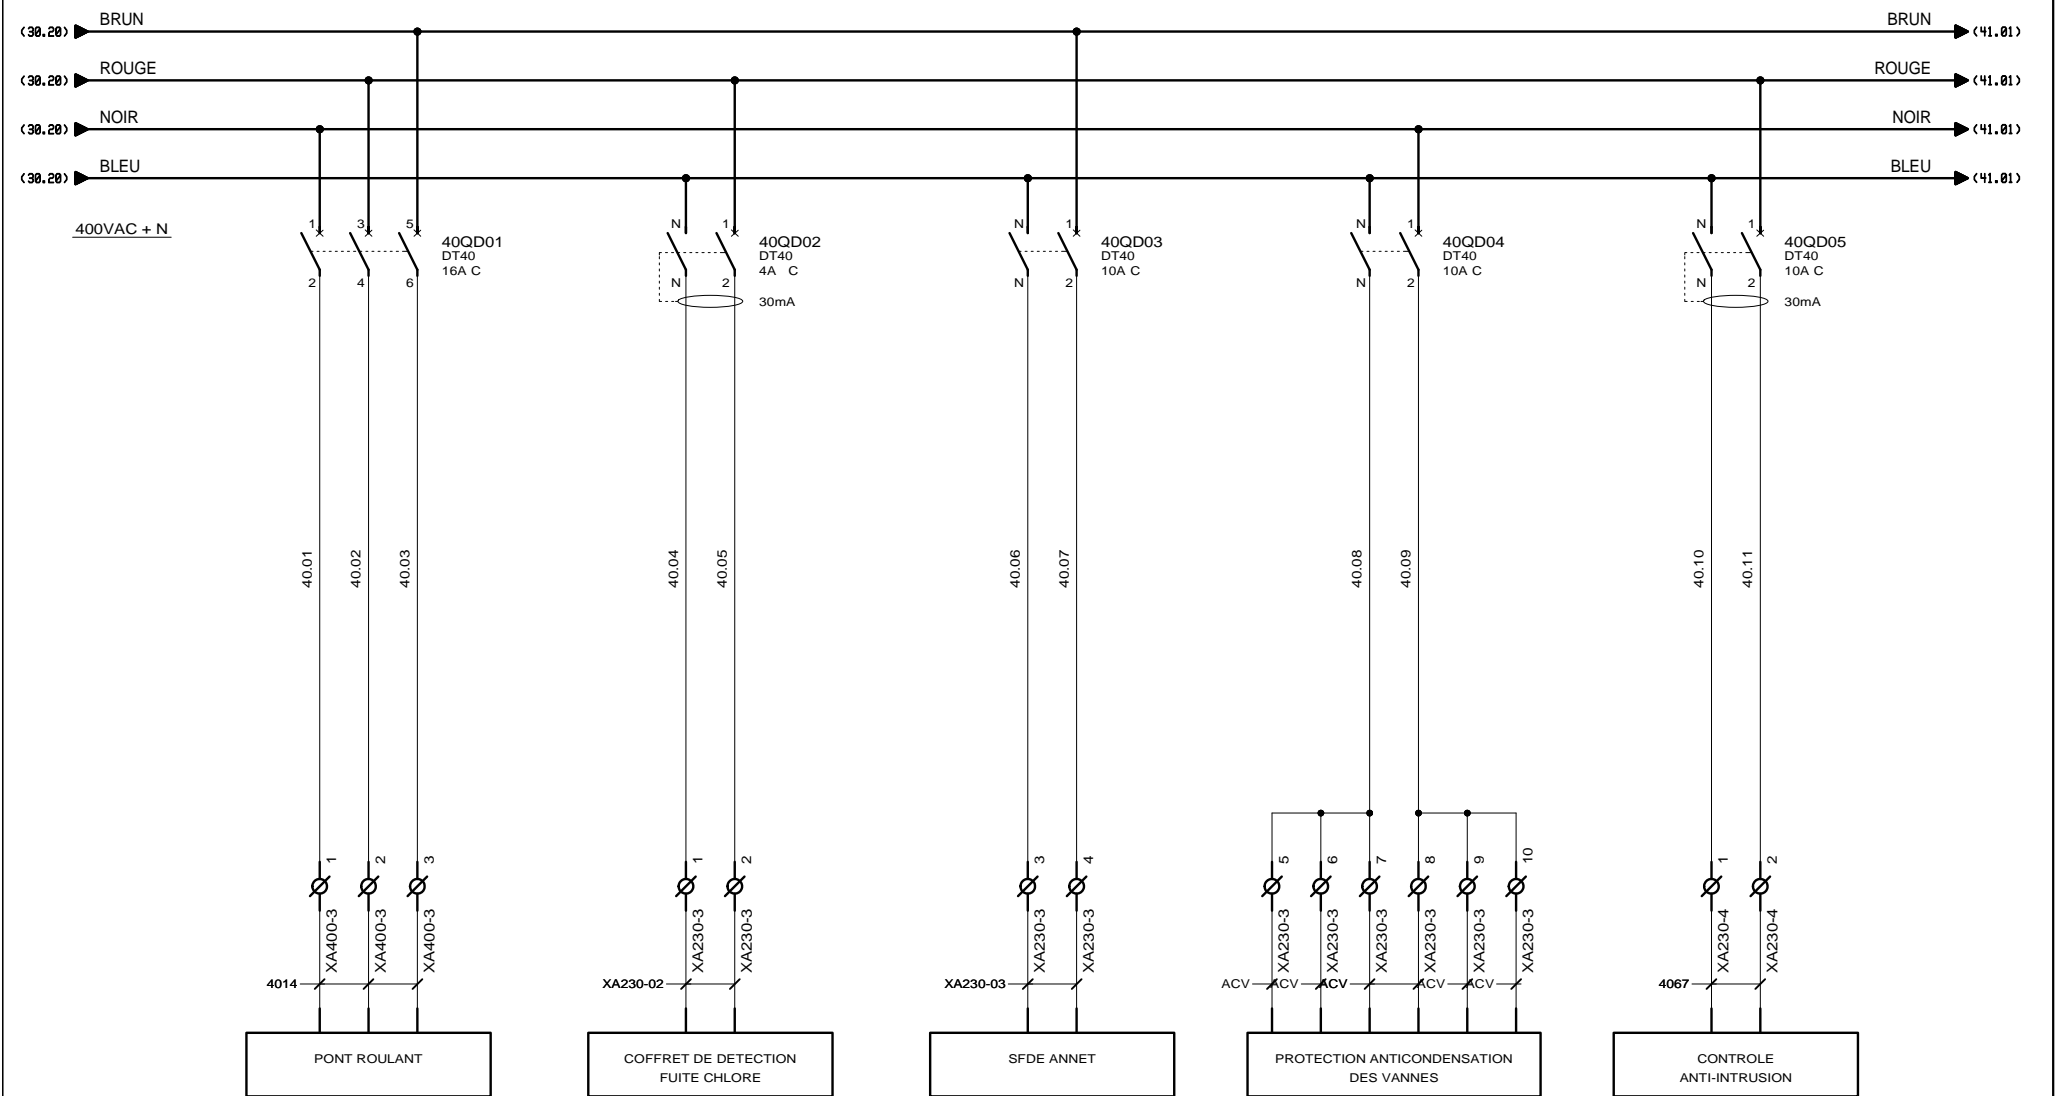 BRUN BRUN
(30.20) (41.01)
ROUGE ROUGE
(30.20) (41.01)
NOIR NOIR
(30.20) (41.01)
BLEU BLEU
(30.20) (41.01)
400VAC + N
1 3 5
40QD01
DT40
16A C
2 4 6
N 1
40QD02
DT40
4A C
N 2
30mA
N 1
40QD03
DT40
10A C
N 2
N 1
40QD04
DT40
10A C
N 2
N 1
40QD05
DT40
10A C
N 2
30mA
40.01 40.02 40.03 40.04 40.05 40.06 40.07 40.08 40.09 40.10 40.11
1 2 3 1 2 3 4 5 6 7 8 9 10 1 2
XA400-3 XA400-3 XA400-3 XA230-3 XA230-3 XA230-3 XA230-3 XA230-3 XA230-3 XA230-3 XA230-3 XA230-3 XA230-3 XA230-4 XA230-4
4014 XA230-02 XA230-03 ACV ACV ACV ACV ACV 4067
PONT ROULANT
COFFRET DE DETECTION
FUITE CHLORE
SFDE ANNET
PROTECTION ANTICONDENSATION
DES VANNES
CONTROLE
ANTI-INTRUSION